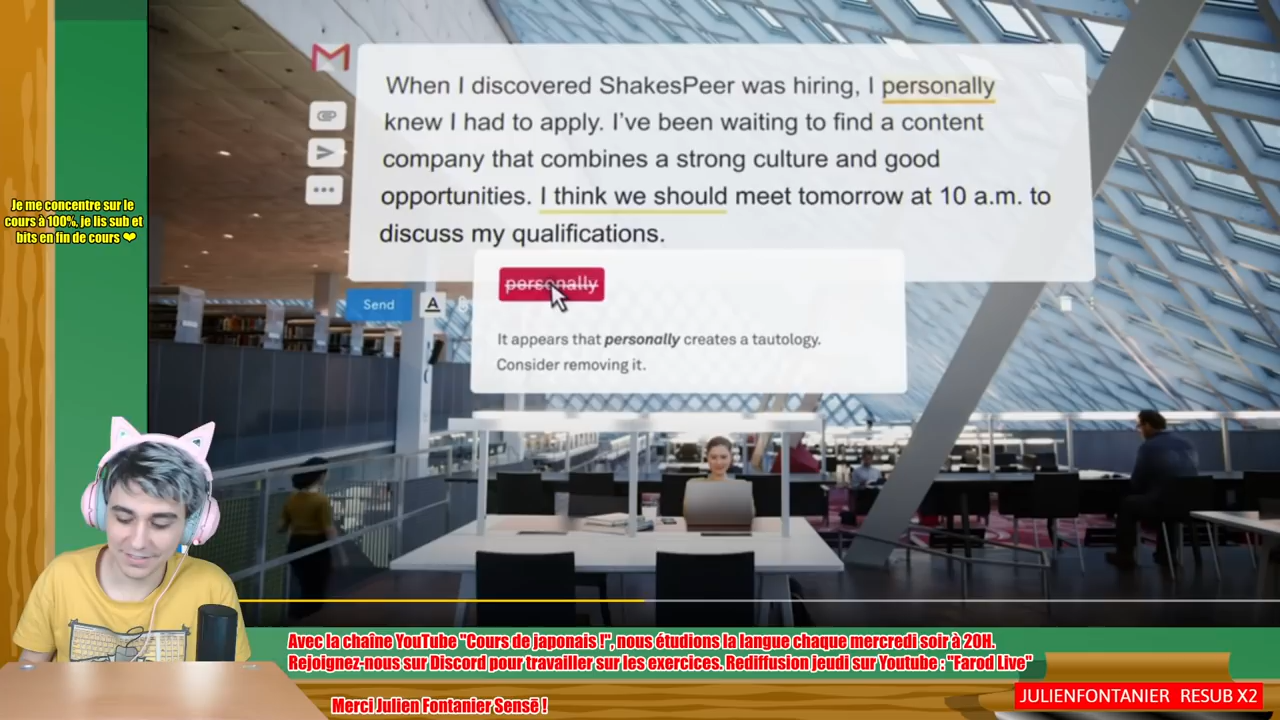 When I discovered ShakesPeer was hiring, I personally
knew I had to apply. I've been waiting to find a content
company that combines a strong culture and good
opportunities. I think we should meet tomorrow at 10 a.m. to
discuss my qualifications.
personally
Send
A
It appears that personally creates a tautology.
Consider removing it.
Je me concentre sur le
cours à 100%, je lis sub et
bits en fin de cours ❤
Avec la chaîne YouTube "Cours de japonais !", nous étudions la langue chaque mercredi soir à 20H.
Rejoignez-nous sur Discord pour travailler sur les exercices. Rediffusion jeudi sur Youtube : "Farod Live"
Merci Julien Fontanier Sensē !
JULIENFONTANIER RESUB X2